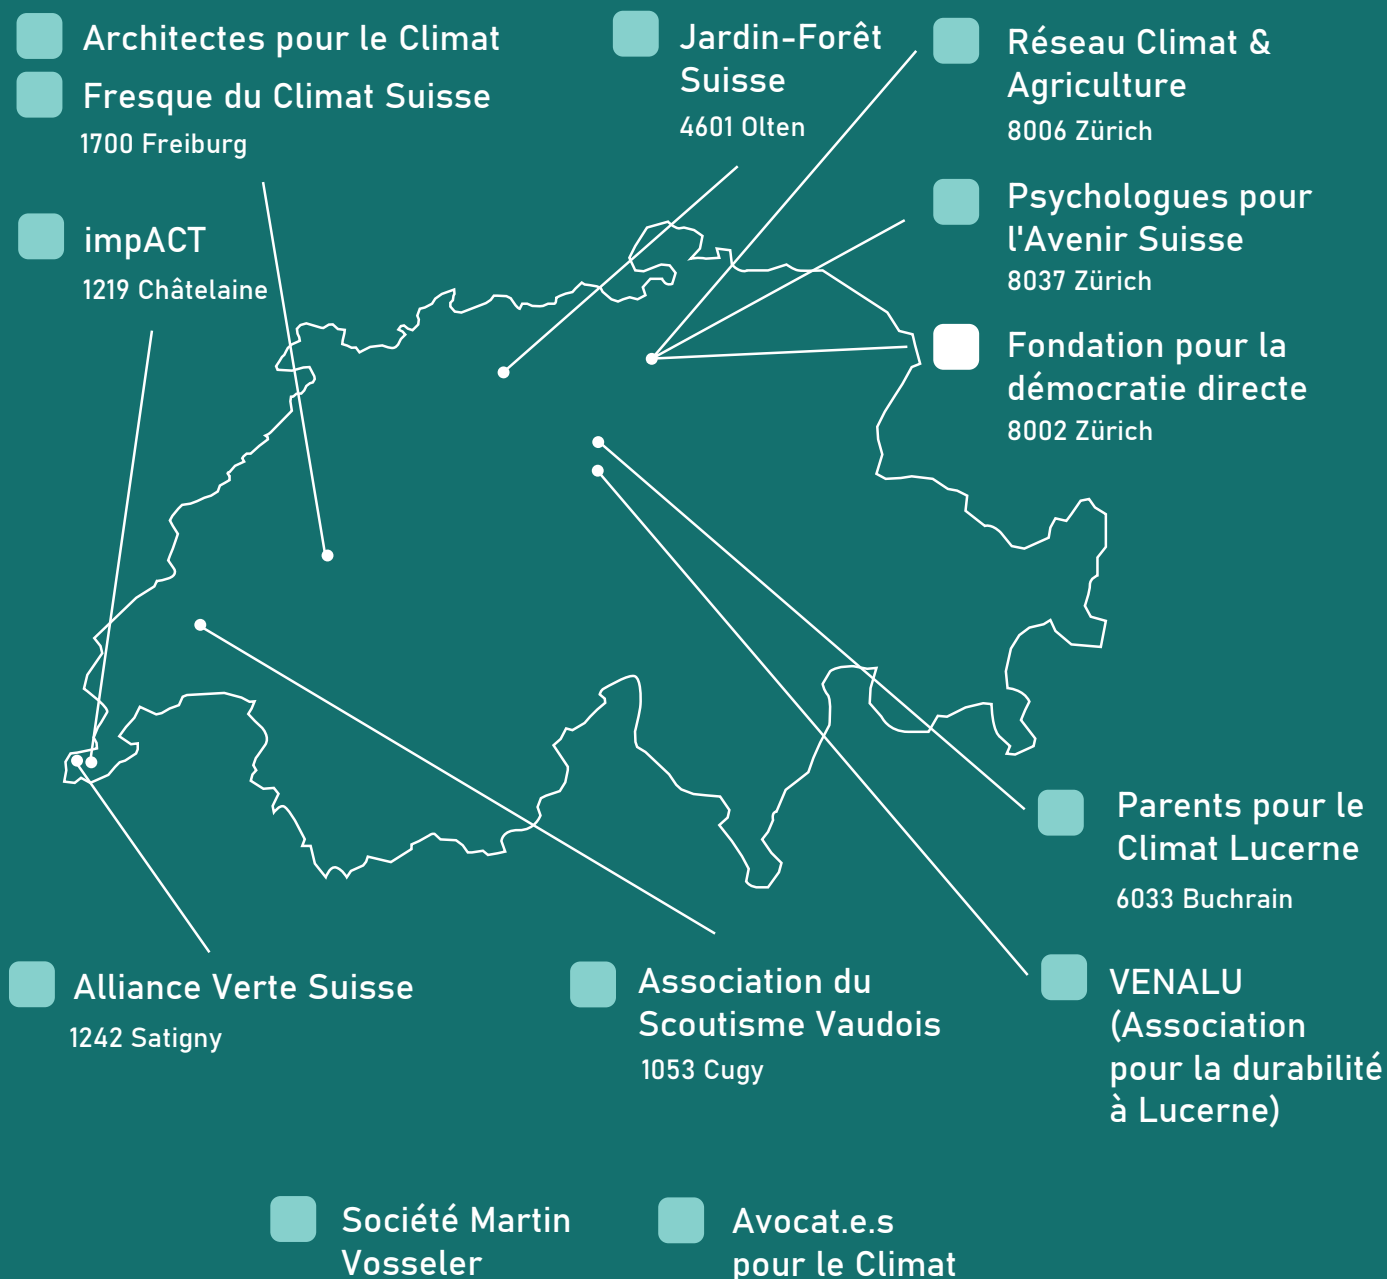 Architectes pour le Climat
Fresque du Climat Suisse
1700 Freiburg
Jardin-Forêt
Suisse
4601 Olten
Réseau Climat &
Agriculture
8006 Zürich
Psychologues pour
l'Avenir Suisse
8037 Zürich
impACT
1219 Châtelaine
Fondation pour la
démocratie directe
8002 Zürich
Parents pour le
Climat Lucerne
6033 Buchrain
Alliance Verte Suisse
1242 Satigny
Association du
Scoutisme Vaudois
1053 Cugy
VENALU
(Association
pour la durabilité
à Lucerne)
Société Martin
Vosseler
Avocat.e.s
pour le Climat